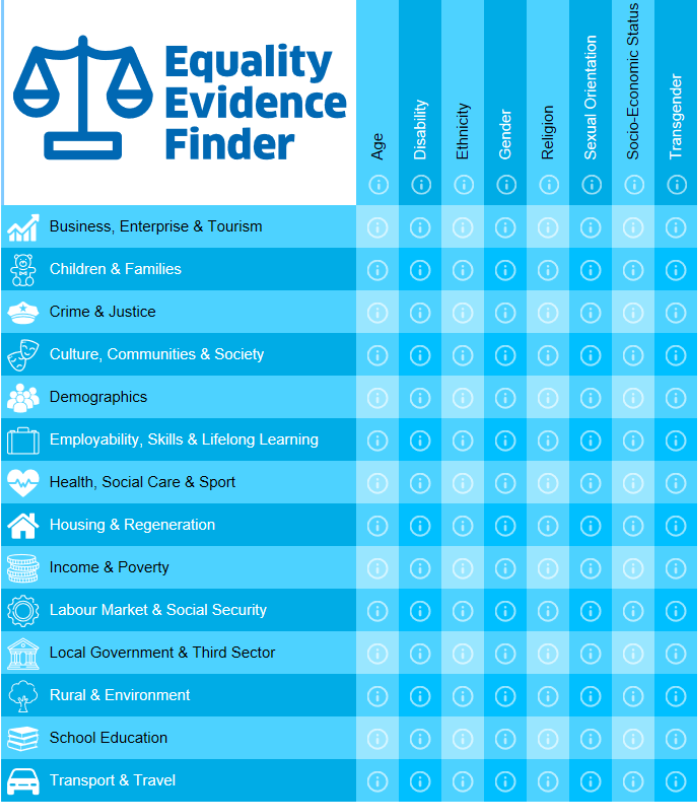 Equality
Evidence
Finder
Age
Disability
Ethnicity
Gender
Religion
Sexual Orientation
Socio-Economic Status
Transgender
Business, Enterprise & Tourism
Children & Families
Crime & Justice
Culture, Communities & Society
Demographics
Employability, Skills & Lifelong Learning
Health, Social Care & Sport
Housing & Regeneration
Income & Poverty
Labour Market & Social Security
Local Government & Third Sector
Rural & Environment
School Education
Transport & Travel